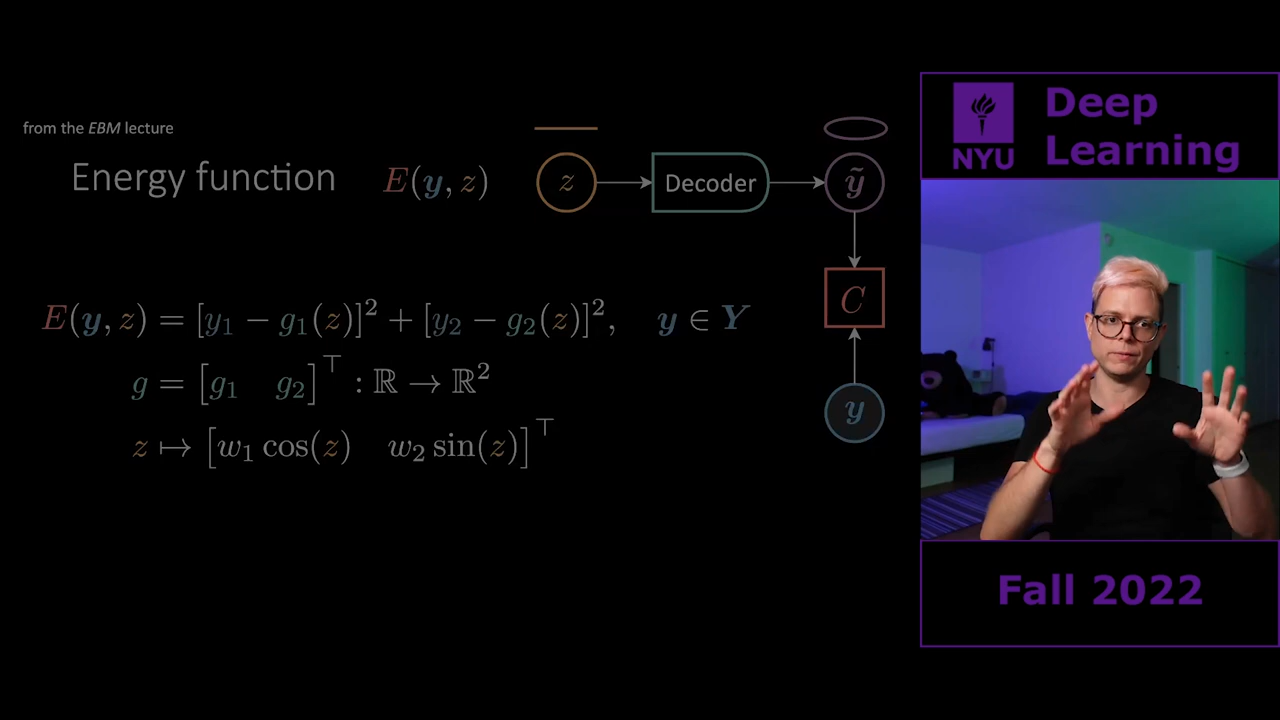 from the EBM lecture
Energy function
E(y, z)
z
Decoder
ỹ
E(y, z) = [y₁ − g₁(z)]² + [y₂ − g₂(z)]², y ∈ Y
C
g = [g₁ g₂]⊤ : ℝ → ℝ²
y
z ↦ [w₁ cos(z) w₂ sin(z)]⊤
NYU
Deep
Learning
Fall 2022